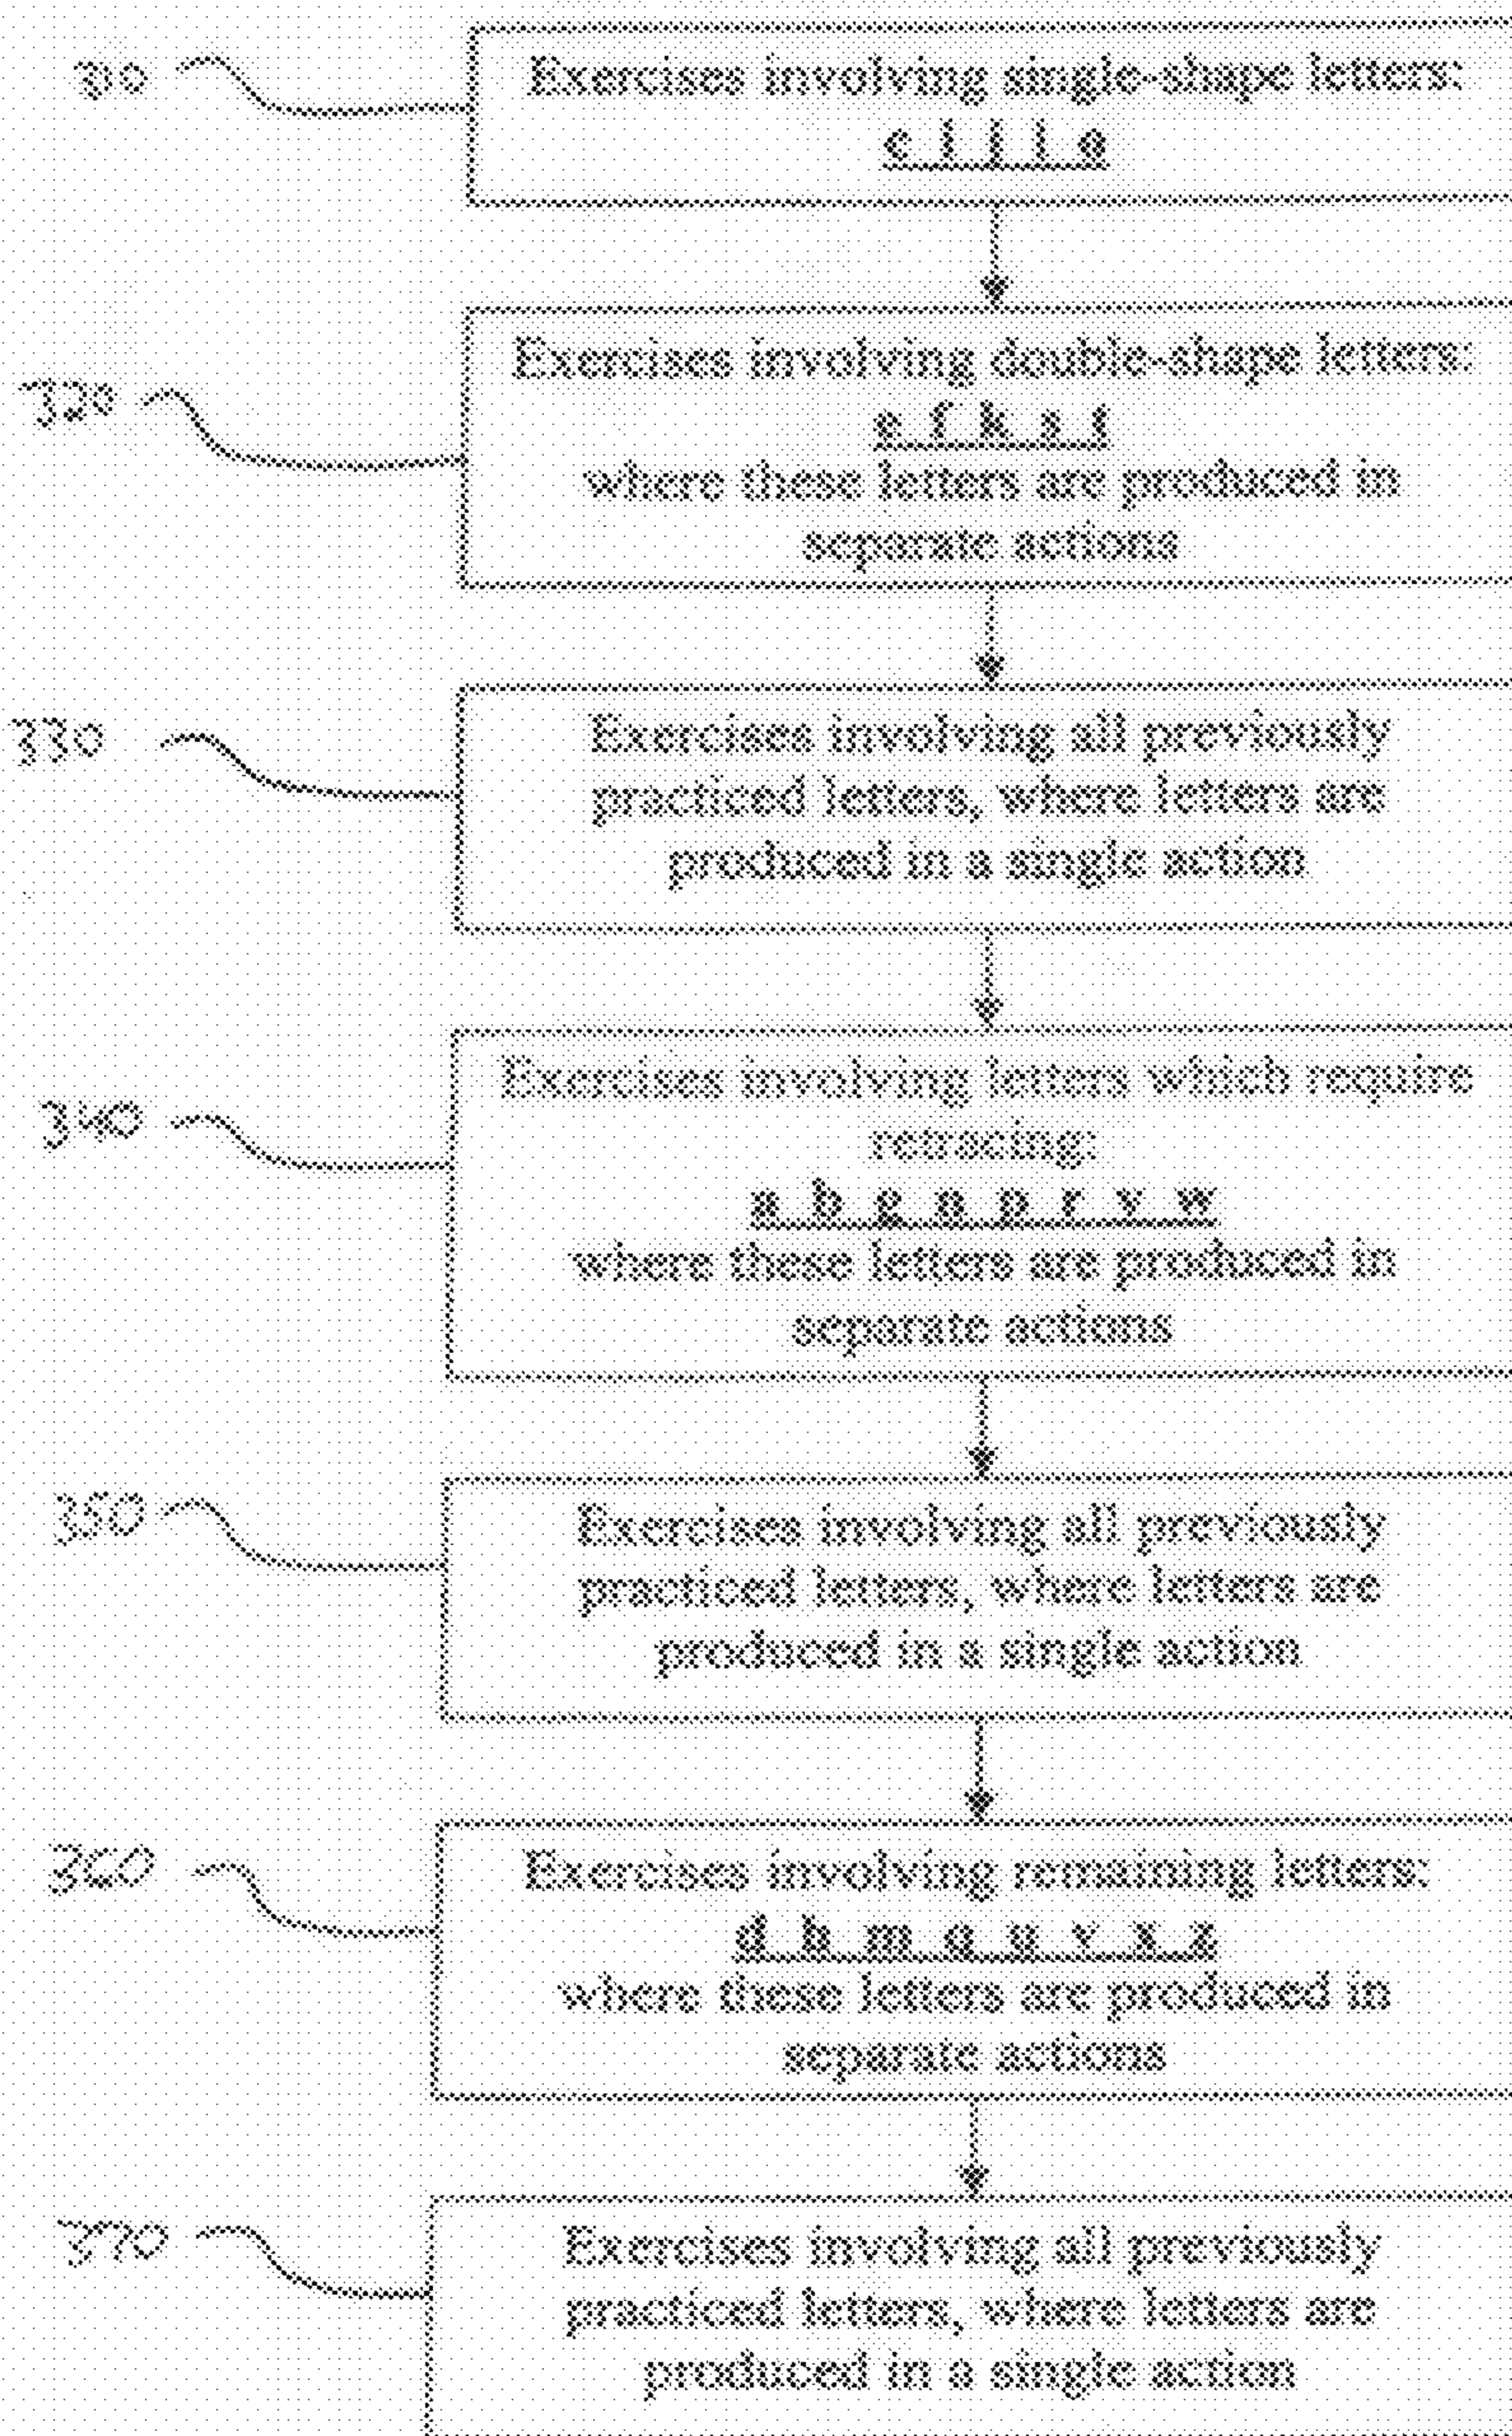 310 Exercises involving single-shape letters:
c i j l o
Exercises involving double-shape letters:
320 e f k s t
where these letters are produced in
separate actions
330 Exercises involving all previously
practiced letters, where letters are
produced in a single action
Exercises involving letters which require
340 retracing:
a b g n p r y w
where these letters are produced in
separate actions
350 Exercises involving all previously
practiced letters, where letters are
produced in a single action
360 Exercises involving remaining letters:
d h m q u v x z
where these letters are produced in
separate actions
370 Exercises involving all previously
practiced letters, where letters are
produced in a single action